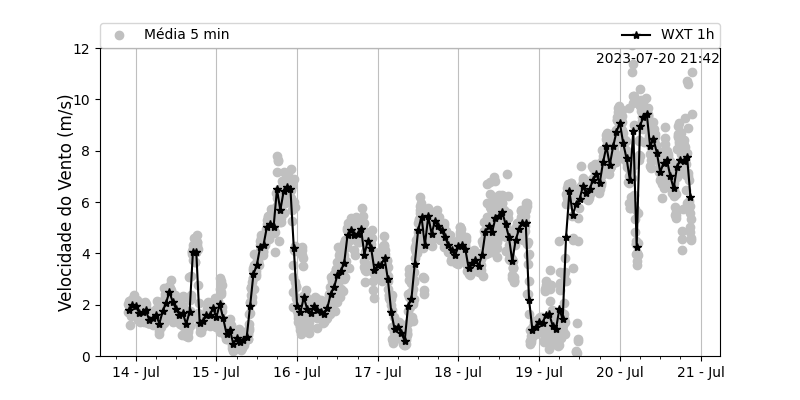 Média 5 min
WXT 1h
2023-07-20 21:42
Velocidade do Vento (m/s)
12
10
8
6
4
2
0
14 - Jul
15 - Jul
16 - Jul
17 - Jul
18 - Jul
19 - Jul
20 - Jul
21 - Jul